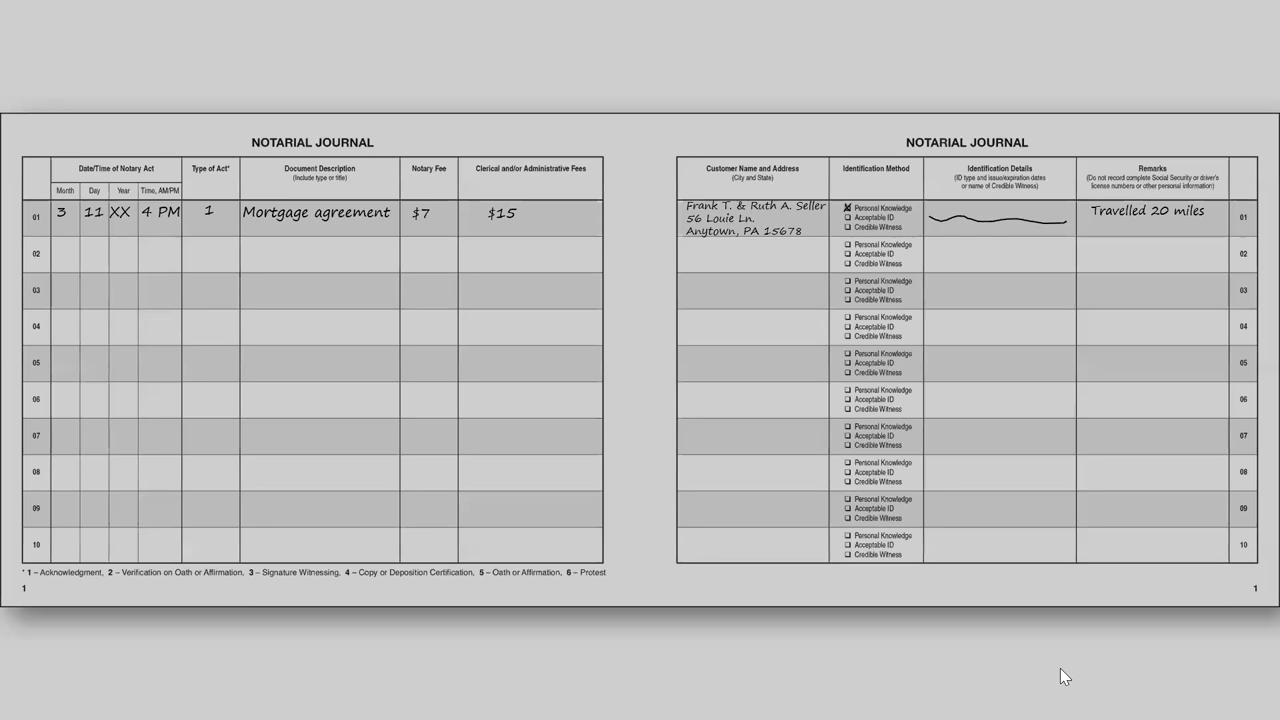 NOTARIAL JOURNAL
Date/Time of Notary Act
Type of Act*
Document Description
(Include type or title)
Notary Fee
Clerical and/or Administrative Fees
Month
Day
Year
Time, AM/PM
01
3
11
XX
4 PM
1
Mortgage agreement
$7
$15
02
03
04
05
06
07
08
09
10
* 1 – Acknowledgment, 2 – Verification on Oath or Affirmation, 3 – Signature Witnessing, 4 – Copy or Deposition Certification, 5 – Oath or Affirmation, 6 – Protest
1
NOTARIAL JOURNAL
Customer Name and Address
(City and State)
Identification Method
Identification Details
(ID type and issue/expiration dates
or name of Credible Witness)
Remarks
(Do not record complete Social Security or driver's
license numbers or other personal information)
Frank T. & Ruth A. Seller
56 Louie Ln.
Anytown, PA 15678
Personal Knowledge
Acceptable ID
Credible Witness
Travelled 20 miles
01
Personal Knowledge
Acceptable ID
Credible Witness
02
Personal Knowledge
Acceptable ID
Credible Witness
03
Personal Knowledge
Acceptable ID
Credible Witness
04
Personal Knowledge
Acceptable ID
Credible Witness
05
Personal Knowledge
Acceptable ID
Credible Witness
06
Personal Knowledge
Acceptable ID
Credible Witness
07
Personal Knowledge
Acceptable ID
Credible Witness
08
Personal Knowledge
Acceptable ID
Credible Witness
09
Personal Knowledge
Acceptable ID
Credible Witness
10
1